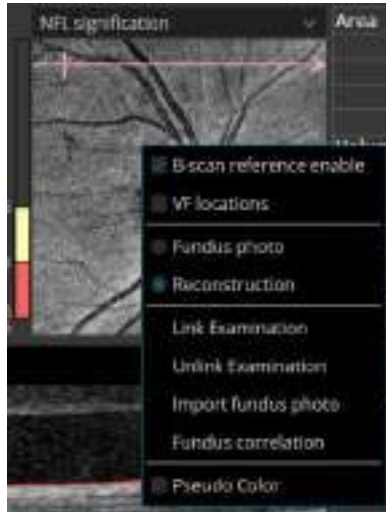 NFL signification
Area
B-scan reference enable
VF locations
Fundus photo
Reconstruction
Link Examination
Unlink Examination
Import fundus photo
Fundus correlation
Pseudo Color